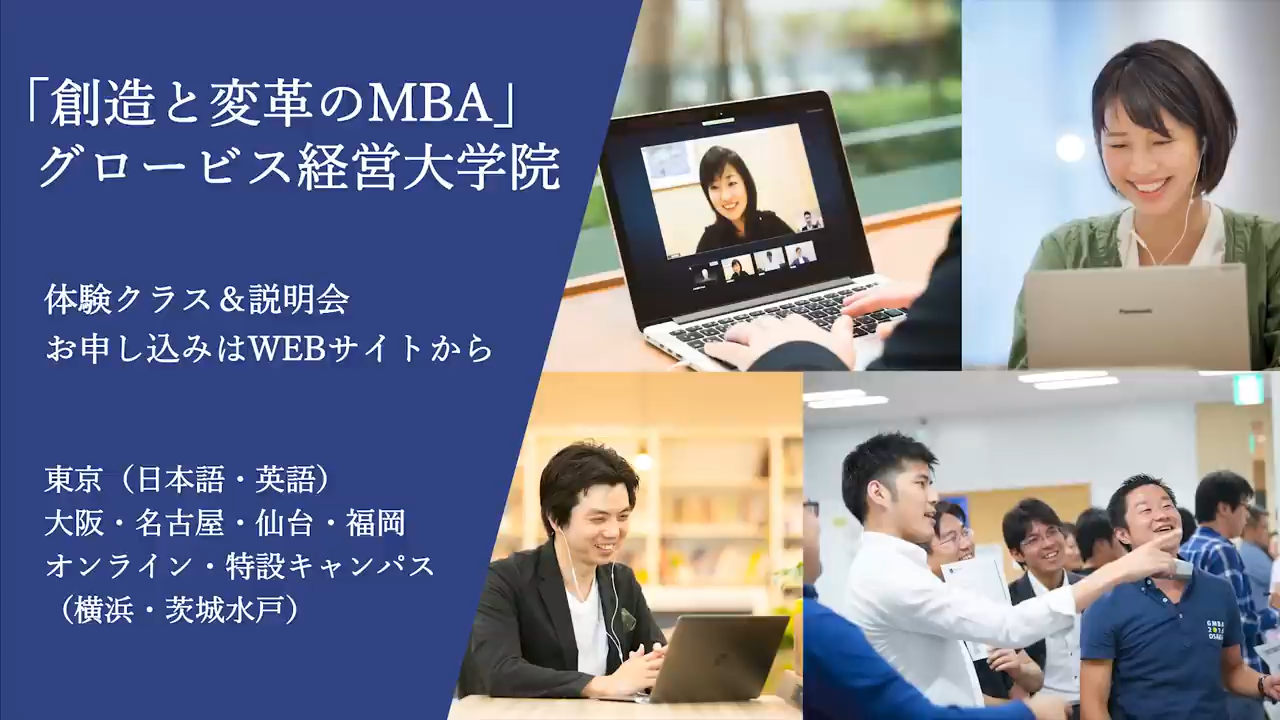 「創造と変革のMBA」
グロービス経営大学院
体験クラス＆説明会
お申し込みはWEBサイトから
東京（日本語・英語）
大阪・名古屋・仙台・福岡
オンライン・特設キャンパス
（横浜・茨城水戸）
Panasonic
GMBA